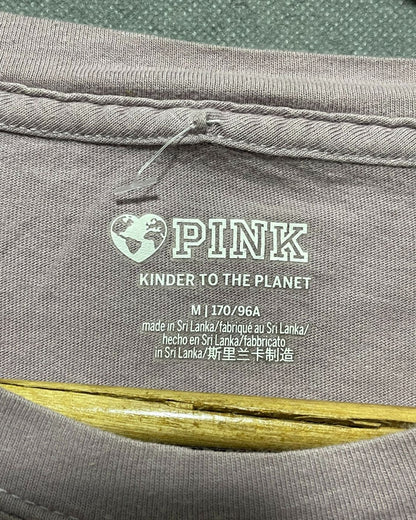 PINK
KINDER TO THE PLANET
M | 170/96A
made in Sri Lanka/fabriqué au Sri Lanka/
hecho en Sri Lanka/fabbricato
in Sri Lanka/斯里兰卡制造